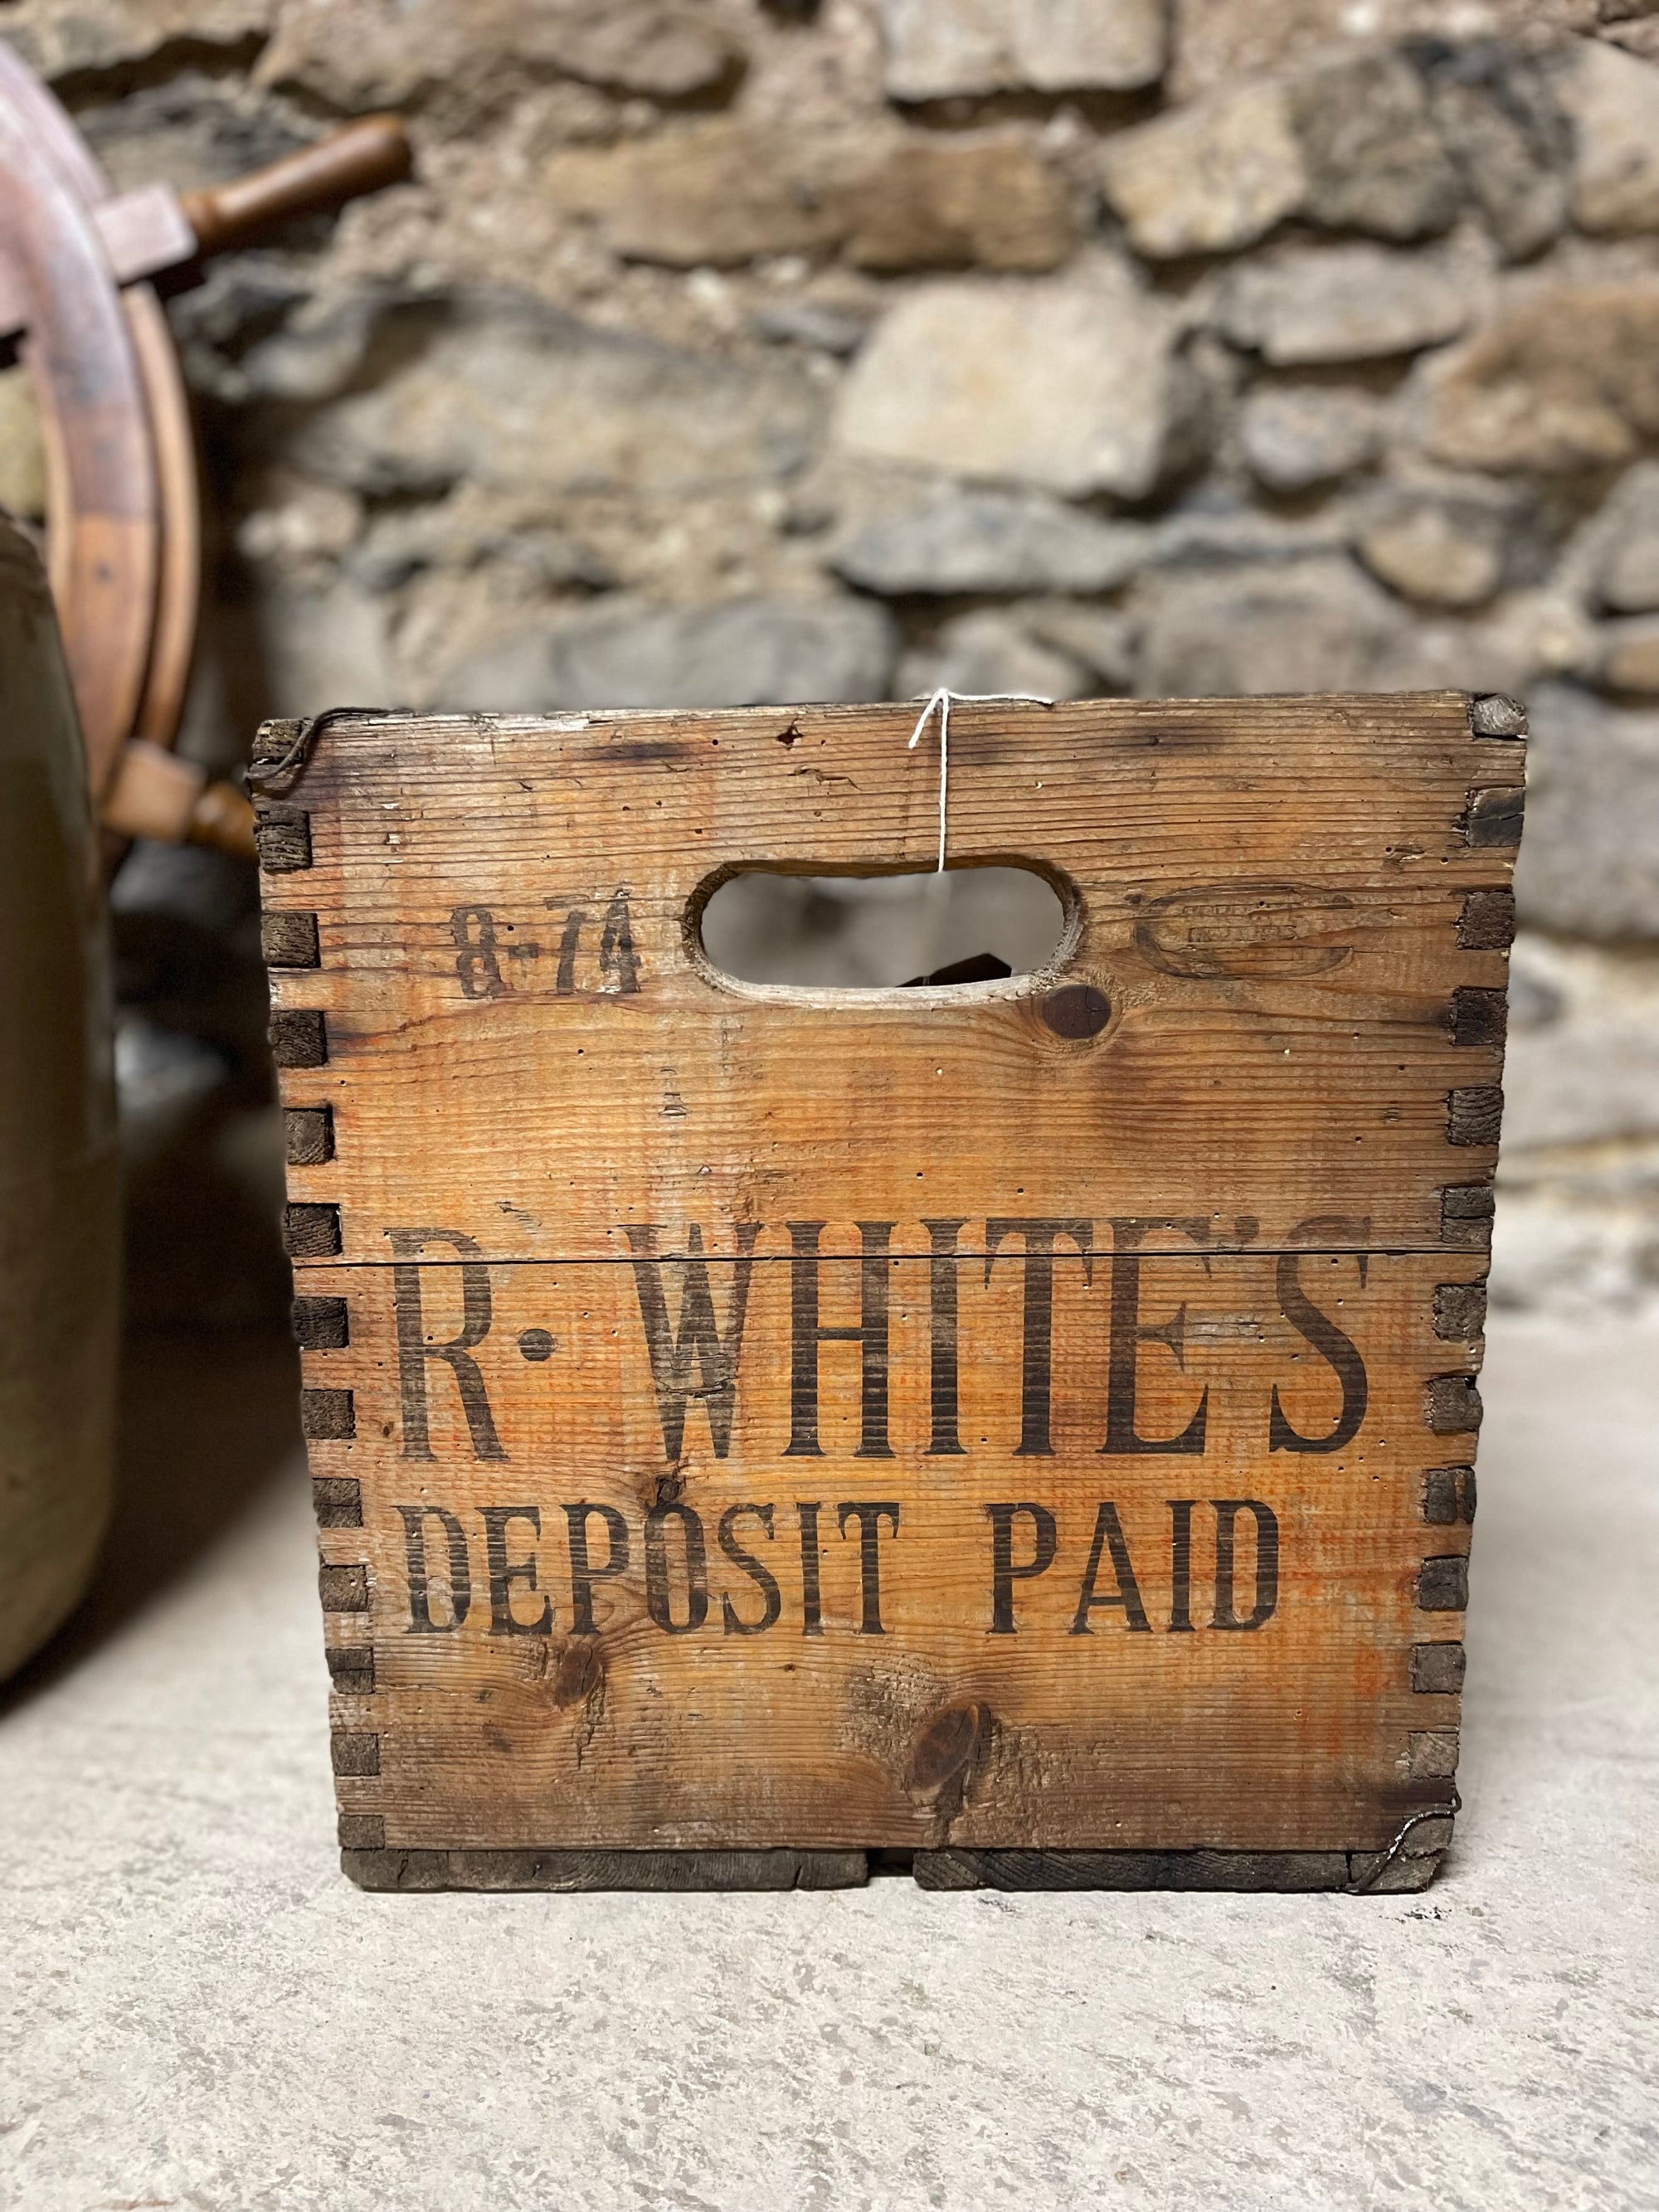 8-74
R·WHITE'S
DEPOSIT PAID